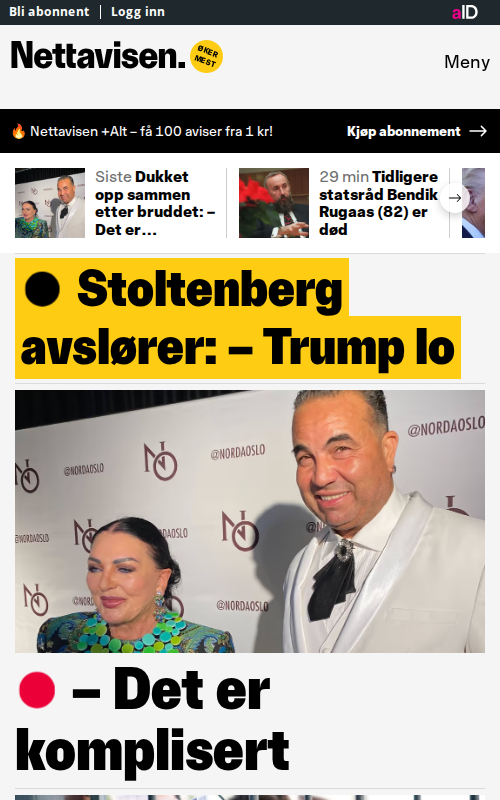 Bli abonnent
Logg inn
aID
Nettavisen.
ØKER
MEST
Meny
🔥 Nettavisen +Alt – få 100 aviser fra 1 kr!
Kjøp abonnement
Siste Dukket
opp sammen
etter bruddet: –
Det er...
29 min Tidligere
statsråd Bendik
Rugaas (82) er
død
Stoltenberg
avslører: – Trump lo
@NORDAOSLO
@NORDAOSLO
@NORDAOSLO
@NORDAOSLO
@NORDAOSLO
– Det er
komplisert